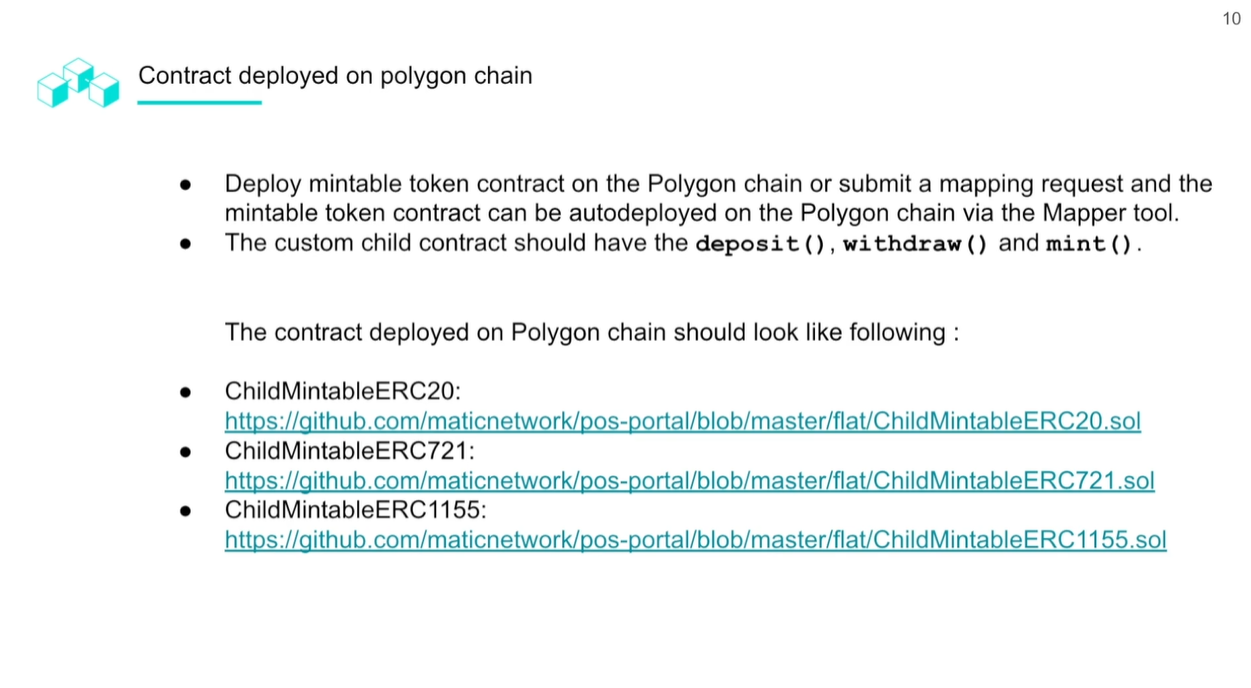 10
Contract deployed on polygon chain
● Deploy mintable token contract on the Polygon chain or submit a mapping request and the
mintable token contract can be autodeployed on the Polygon chain via the Mapper tool.
● The custom child contract should have the deposit(), withdraw() and mint().
The contract deployed on Polygon chain should look like following :
● ChildMintableERC20:
https://github.com/maticnetwork/pos-portal/blob/master/flat/ChildMintableERC20.sol
● ChildMintableERC721:
https://github.com/maticnetwork/pos-portal/blob/master/flat/ChildMintableERC721.sol
● ChildMintableERC1155:
https://github.com/maticnetwork/pos-portal/blob/master/flat/ChildMintableERC1155.sol